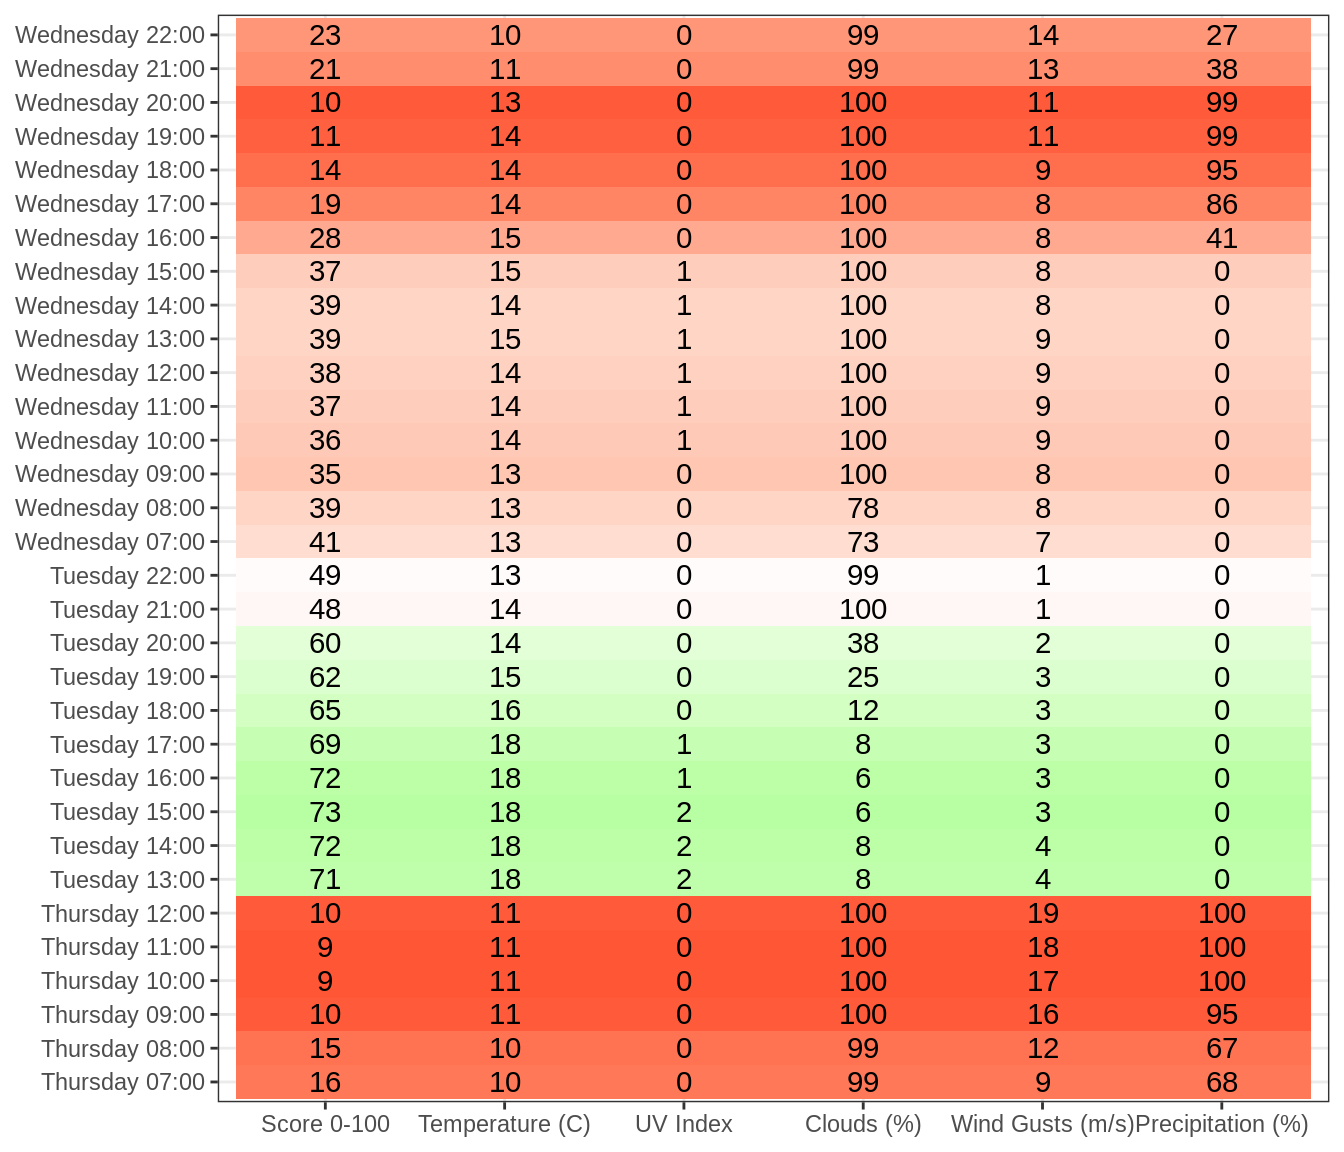 Wednesday 22:00 23 10 0 99 14 27
Wednesday 21:00 21 11 0 99 13 38
Wednesday 20:00 10 13 0 100 11 99
Wednesday 19:00 11 14 0 100 11 99
Wednesday 18:00 14 14 0 100 9 95
Wednesday 17:00 19 14 0 100 8 86
Wednesday 16:00 28 15 0 100 8 41
Wednesday 15:00 37 15 1 100 8 0
Wednesday 14:00 39 14 1 100 8 0
Wednesday 13:00 39 15 1 100 9 0
Wednesday 12:00 38 14 1 100 9 0
Wednesday 11:00 37 14 1 100 9 0
Wednesday 10:00 36 14 1 100 9 0
Wednesday 09:00 35 13 0 100 8 0
Wednesday 08:00 39 13 0 78 8 0
Wednesday 07:00 41 13 0 73 7 0
Tuesday 22:00 49 13 0 99 1 0
Tuesday 21:00 48 14 0 100 1 0
Tuesday 20:00 60 14 0 38 2 0
Tuesday 19:00 62 15 0 25 3 0
Tuesday 18:00 65 16 0 12 3 0
Tuesday 17:00 69 18 1 8 3 0
Tuesday 16:00 72 18 1 6 3 0
Tuesday 15:00 73 18 2 6 3 0
Tuesday 14:00 72 18 2 8 4 0
Tuesday 13:00 71 18 2 8 4 0
Thursday 12:00 10 11 0 100 19 100
Thursday 11:00 9 11 0 100 18 100
Thursday 10:00 9 11 0 100 17 100
Thursday 09:00 10 11 0 100 16 95
Thursday 08:00 15 10 0 99 12 67
Thursday 07:00 16 10 0 99 9 68
Score 0-100 Temperature (C) UV Index Clouds (%) Wind Gusts (m/s) Precipitation (%)